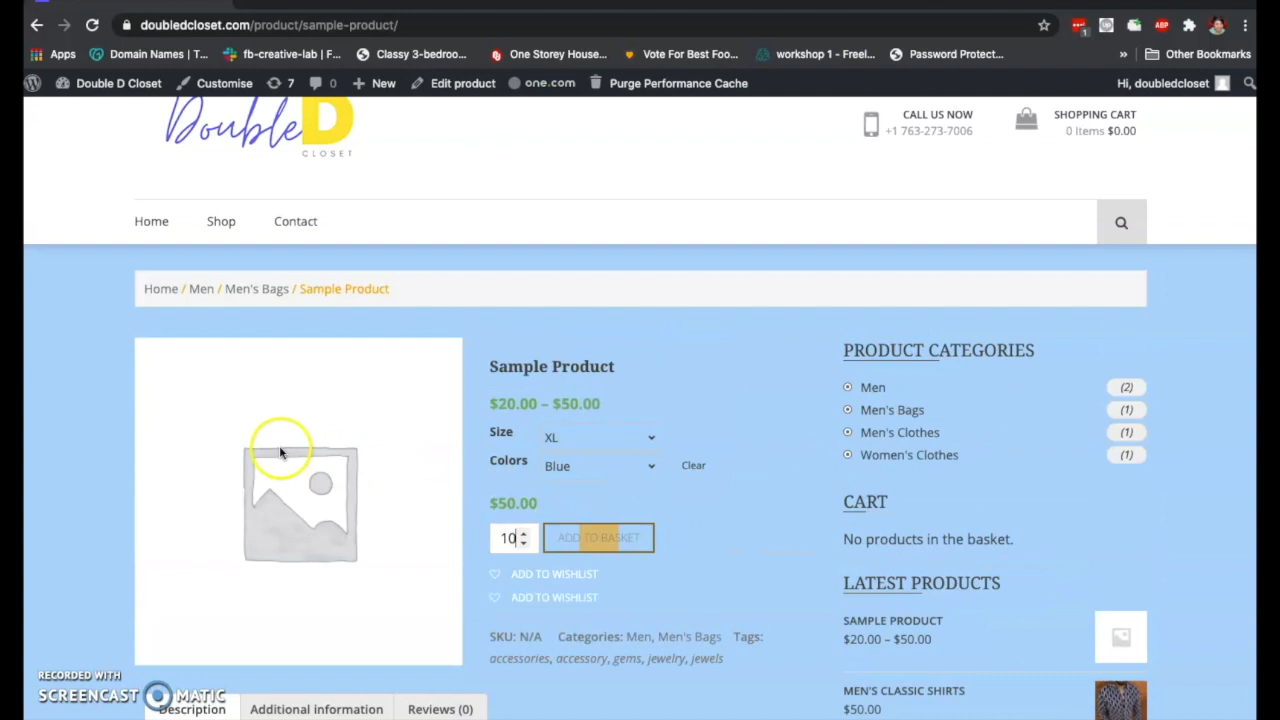 doubledcloset.com/product/sample-product/
1
ABP
Apps
Domain Names | T...
fb-creative-lab | F...
Classy 3-bedroo...
One Storey House...
Vote For Best Foo...
workshop 1 - Freel...
Password Protect...
»
Other Bookmarks
Double D Closet
Customise
7
0
New
Edit product
one.com
Purge Performance Cache
Hi, doubledcloset
Double D
CLOSET
CALL US NOW
+1 763-273-7006
SHOPPING CART
0 Items $0.00
Home
Shop
Contact
Home / Men / Men's Bags / Sample Product
Sample Product
$20.00 – $50.00
Size
XL
Colors
Blue
Clear
$50.00
10
ADD TO BASKET
ADD TO WISHLIST
ADD TO WISHLIST
SKU: N/A Categories: Men, Men's Bags Tags:
accessories, accessory, gems, jewelry, jewels
PRODUCT CATEGORIES
Men (2)
Men's Bags (1)
Men's Clothes (1)
Women's Clothes (1)
CART
No products in the basket.
LATEST PRODUCTS
SAMPLE PRODUCT
$20.00 – $50.00
MEN'S CLASSIC SHIRTS
$50.00
RECORDED WITH
SCREENCAST MATIC
Description
Additional information
Reviews (0)